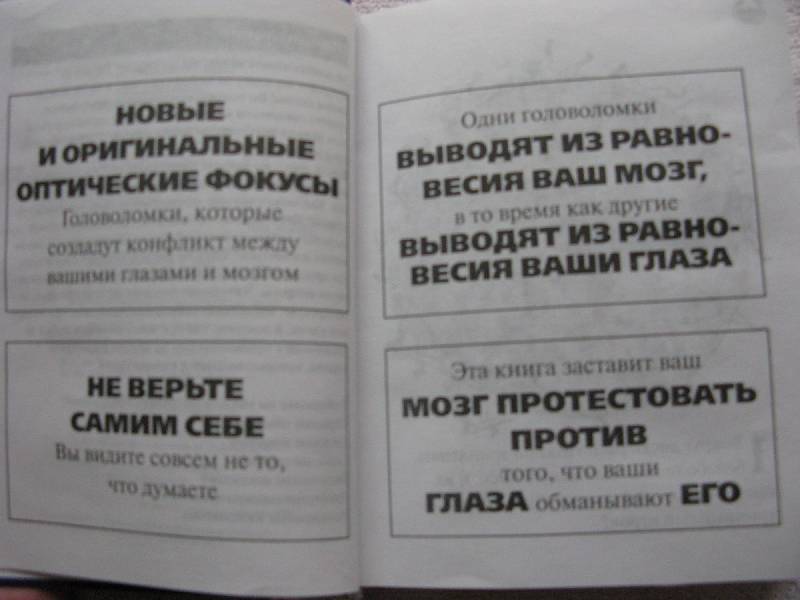 НОВЫЕ
И ОРИГИНАЛЬНЫЕ
ОПТИЧЕСКИЕ ФОКУСЫ
Головоломки, которые
создадут конфликт между
вашими глазами и мозгом
НЕ ВЕРЬТЕ
САМИМ СЕБЕ
Вы видите совсем не то,
что думаете
Одни головоломки
ВЫВОДЯТ ИЗ РАВНО-
ВЕСИЯ ВАШ МОЗГ,
в то время как другие
ВЫВОДЯТ ИЗ РАВНО-
ВЕСИЯ ВАШИ ГЛАЗА
Эта книга заставит ваш
МОЗГ ПРОТЕСТОВАТЬ
ПРОТИВ
того, что ваши
ГЛАЗА обманывают ЕГО